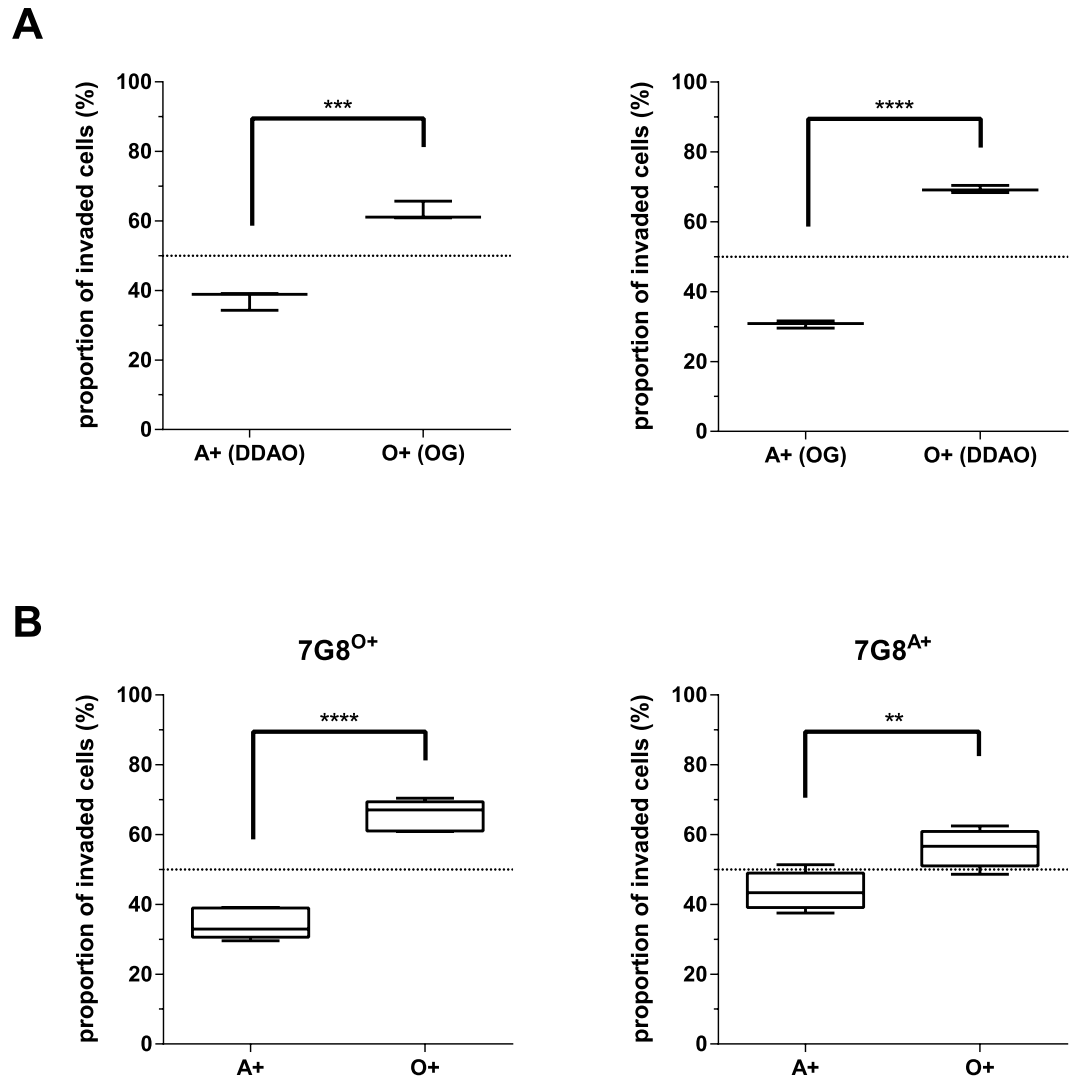 A
proportion of invaded cells (%)
100
80
60
40
20
0
***
A+ (DDAO)
O+ (OG)
proportion of invaded cells (%)
100
80
60
40
20
0
****
A+ (OG)
O+ (DDAO)
B
7G8O+
proportion of invaded cells (%)
100
80
60
40
20
0
****
A+
O+
7G8A+
proportion of invaded cells (%)
100
80
60
40
20
0
**
A+
O+